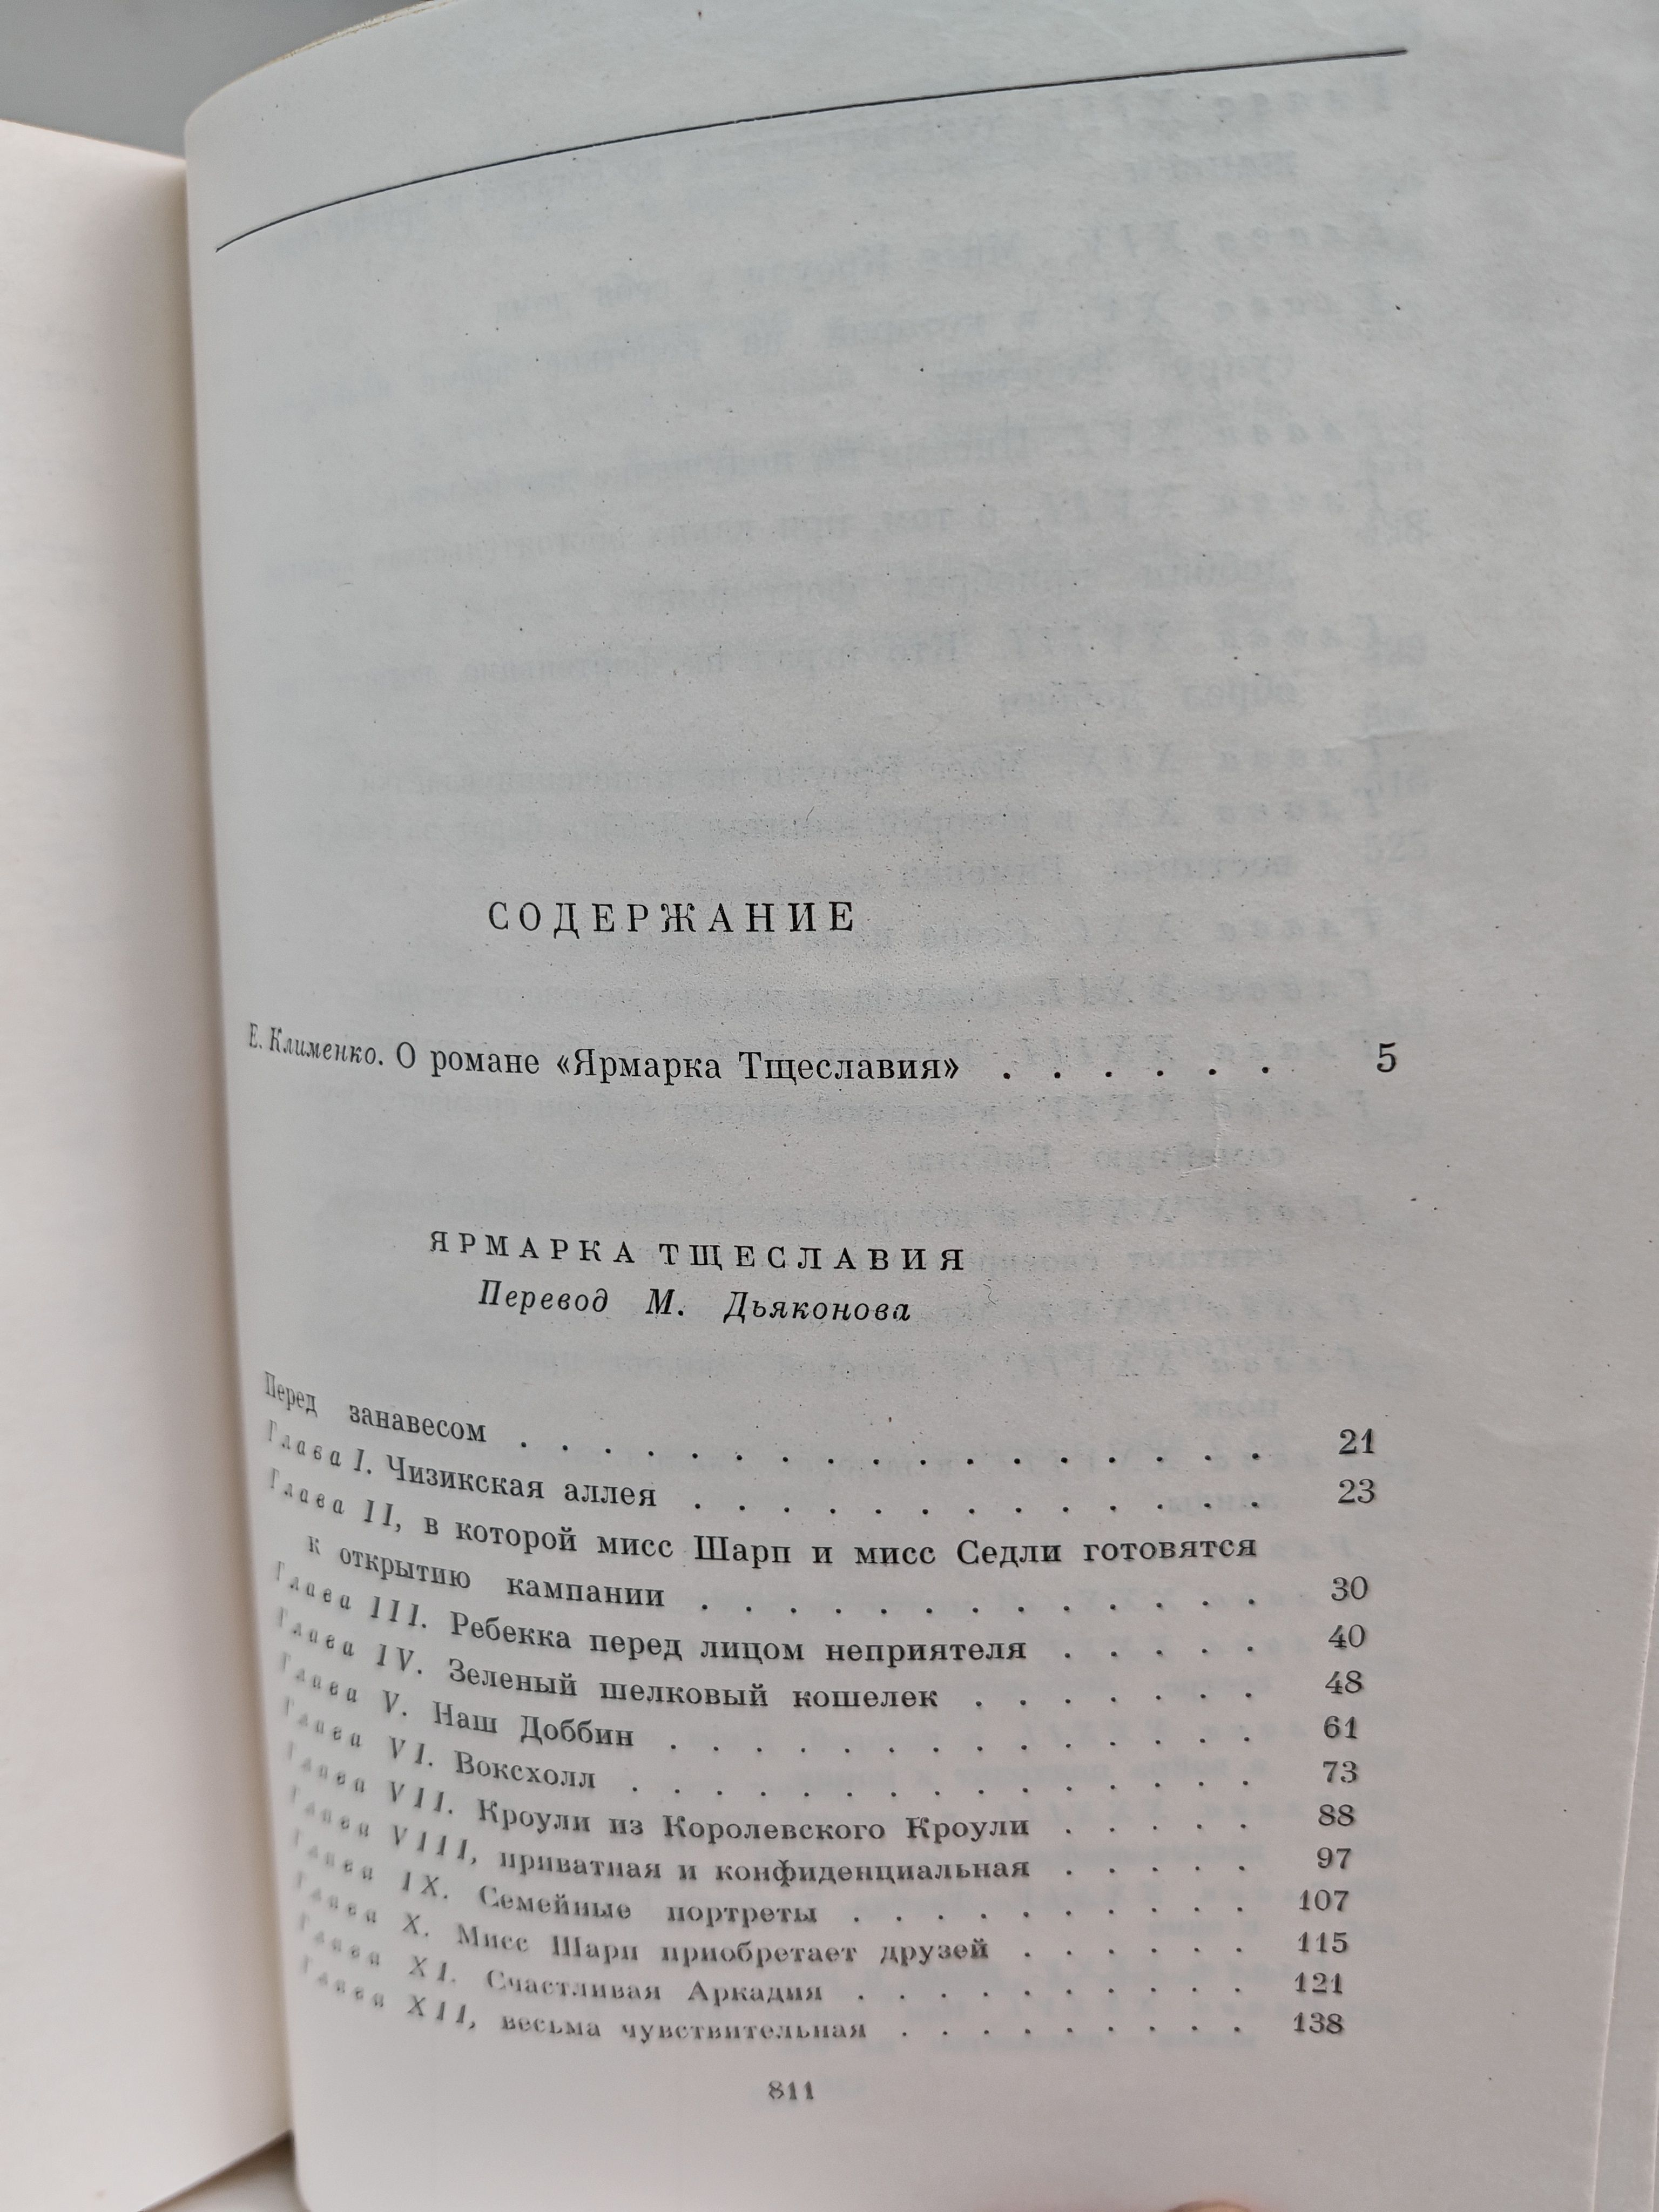 СОДЕРЖАНИЕ
Е. Клименко. О романе «Ярмарка Тщеславия» . . . . . . 5
ЯРМАРКА ТЩЕСЛАВИЯ
Перевод М. Дьяконова
Перед занавесом . . . . . . . . . . . . . . . . . 21
Глава I. Чизикская аллея . . . . . . . . . . . . . 23
Глава II, в которой мисс Шарп и мисс Седли готовятся
к открытию кампании . . . . . . . . . . . . . 30
Глава III. Ребекка перед лицом неприятеля . . . . . 40
Глава IV. Зеленый шелковый кошелек . . . . . . . 48
Глава V. Наш Доббин . . . . . . . . . . . . . . 61
Глава VI. Воксхолл . . . . . . . . . . . . . . . 73
Глава VII. Кроули из Королевского Кроули . . . . . 88
Глава VIII, приватная и конфиденциальная . . . . . 97
Глава IX. Семейные портреты . . . . . . . . . . 107
Глава X. Мисс Шарп приобретает друзей . . . . . . 115
Глава XI. Счастливая Аркадия . . . . . . . . . . 121
Глава XII, весьма чувствительная . . . . . . . . . 138
811